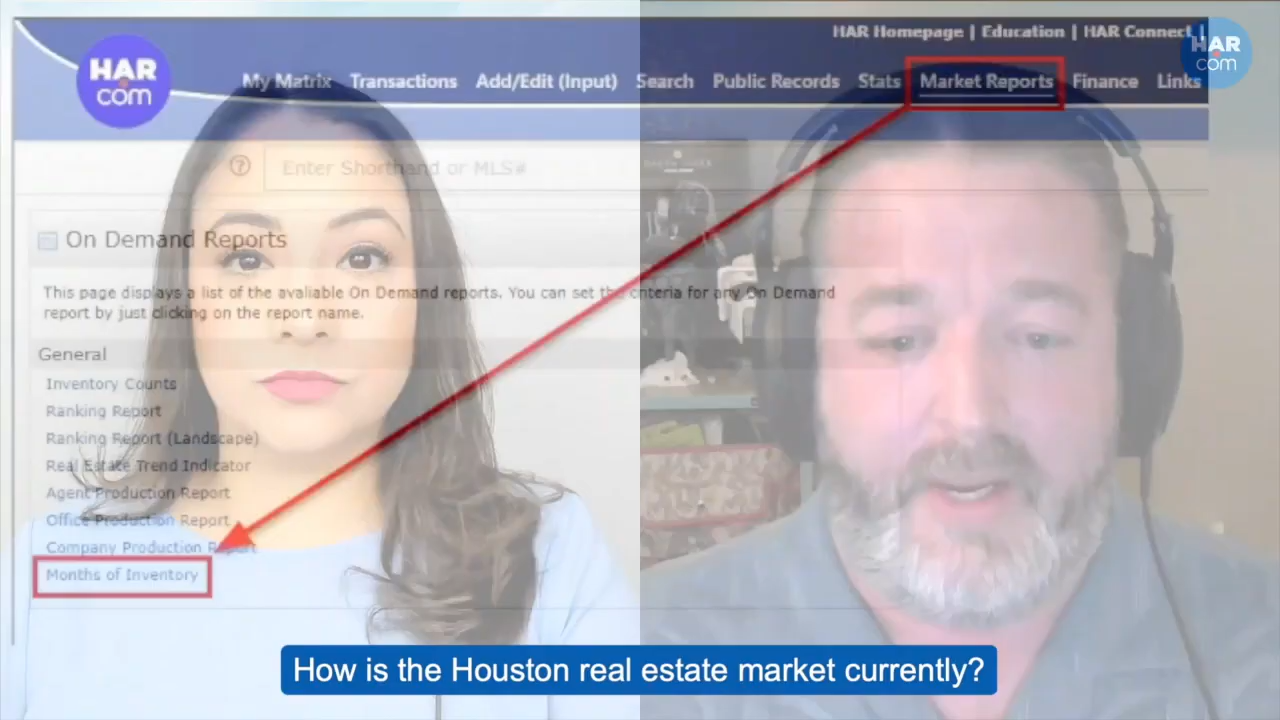 HAR Homepage | Education | HAR Connect |
HAR
com
HAR
com
My Matrix Transactions Add/Edit (Input) Search Public Records Stats Market Reports Finance Links
Enter Shorthand or MLS#
On Demand Reports
This page displays a list of the avaliable On Demand reports. You can set the criteria for any On Demand
report by just clicking on the report name.
General
Inventory Counts
Ranking Report
Ranking Report (Landscape)
Real Estate Trend Indicator
Agent Production Report
Office Production Report
Company Production Report
Months of Inventory
How is the Houston real estate market currently?